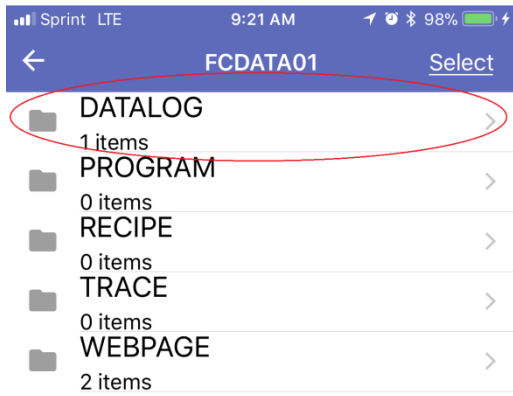 Sprint LTE 9:21 AM 98%
FCDATA01 Select
DATALOG
1 items
PROGRAM
0 items
RECIPE
0 items
TRACE
0 items
WEBPAGE
2 items